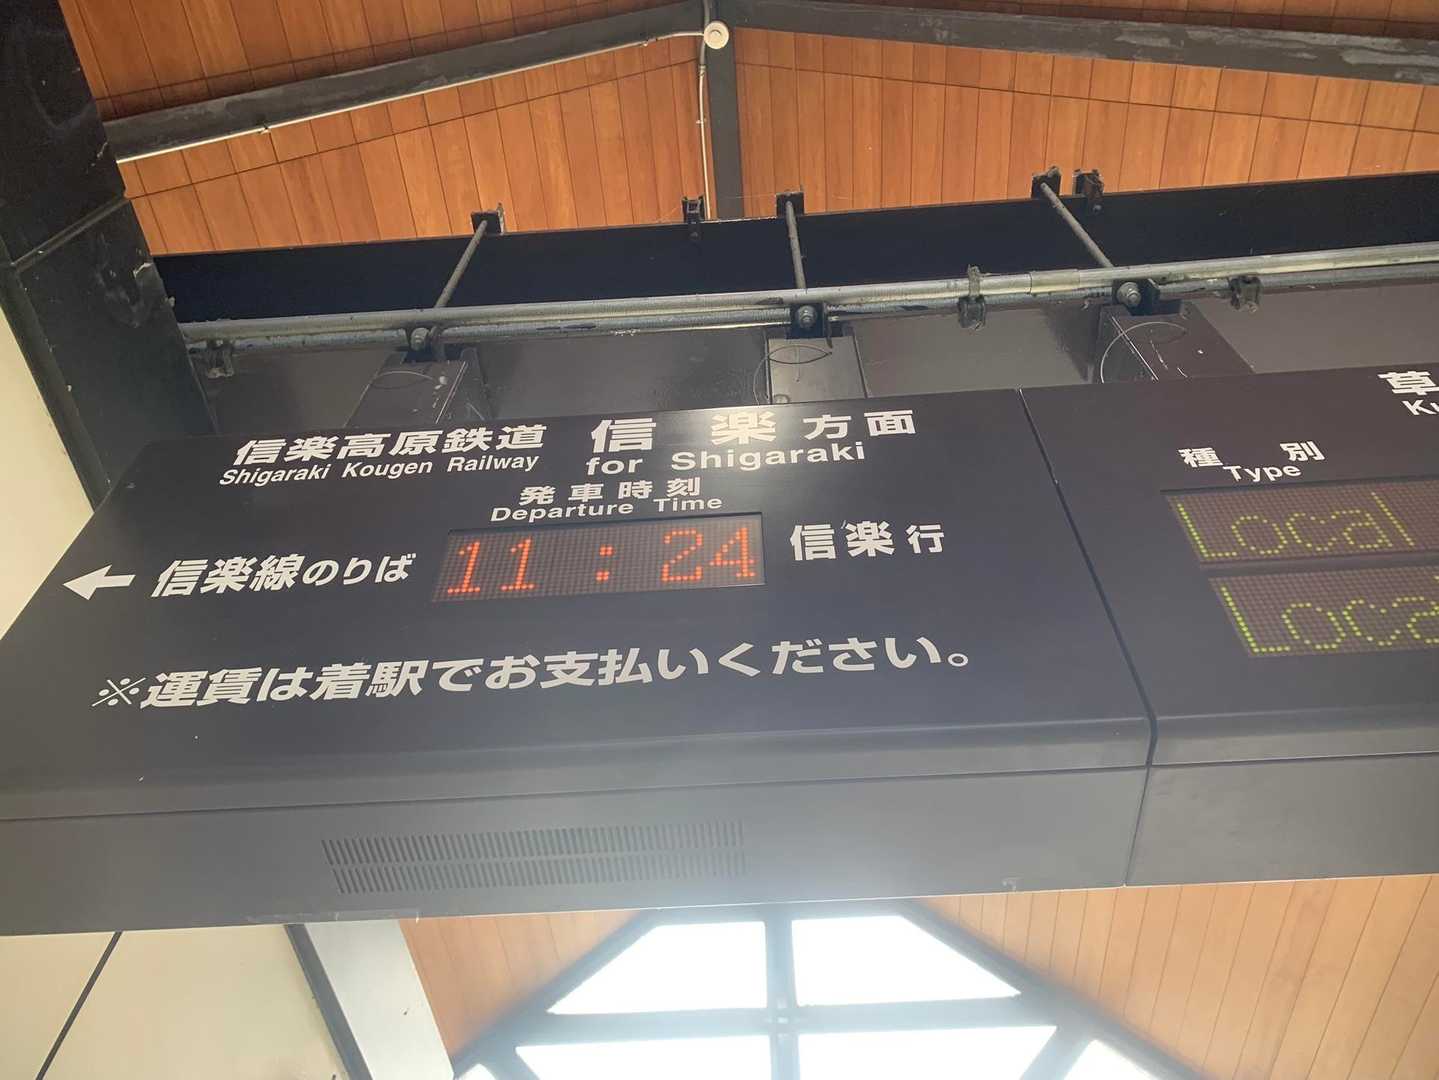 信楽高原鉄道 信楽方面
Shigaraki Kougen Railway for Shigaraki
発車時刻
Departure Time
← 信楽線のりば 11:24 信楽行
※運賃は着駅でお支払いください。
草
種別
Type
Local
Local